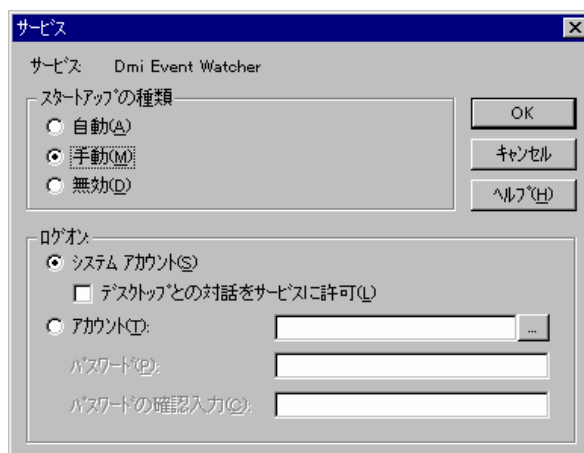 サービス
サービス:    Dmi Event Watcher
スタートアップの種類
自動(A)
手動(M)
無効(D)
OK
キャンセル
ヘルプ(H)
ログオン:
システム アカウント(S)
デスクトップとの対話をサービスに許可(L)
アカウント(T):
...
パスワード(P):
パスワードの確認入力(C):